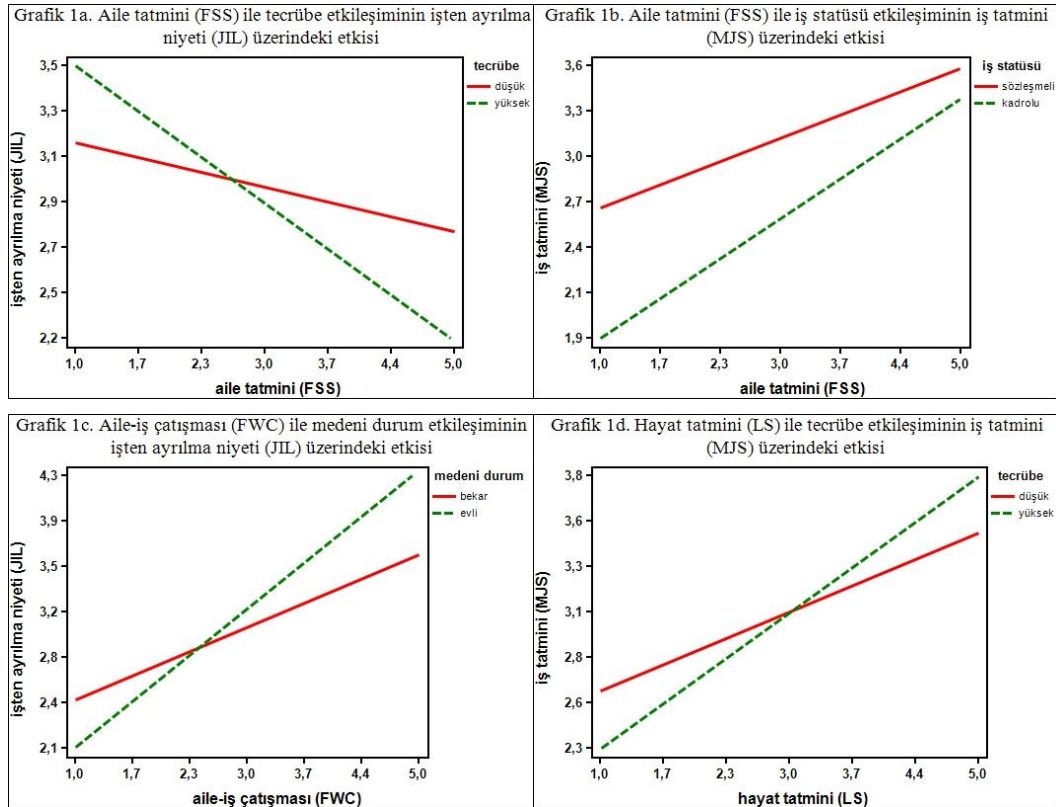 Grafik 1a. Aile tatmini (FSS) ile tecrübe etkileşiminin işten ayrılma
niyeti (JIL) üzerindeki etkisi
tecrübe
düşük
yüksek
işten ayrılma niyeti (JIL)
3,5
3,3
3,1
2,9
2,7
2,5
2,2
1,0 1,7 2,3 3,0 3,7 4,4 5,0
aile tatmini (FSS)
Grafik 1b. Aile tatmini (FSS) ile iş statüsü etkileşiminin iş tatmini
(MJS) üzerindeki etkisi
iş statüsü
sözleşmeli
kadrolu
iş tatmini (MJS)
3,6
3,3
3,0
2,7
2,4
2,1
1,9
1,0 1,7 2,3 3,0 3,7 4,4 5,0
aile tatmini (FSS)
Grafik 1c. Aile-iş çatışması (FWC) ile medeni durum etkileşiminin
işten ayrılma niyeti (JIL) üzerindeki etkisi
medeni durum
bekar
evli
işten ayrılma niyeti (JIL)
4,3
3,9
3,5
3,2
2,8
2,4
2,1
1,0 1,7 2,3 3,0 3,7 4,4 5,0
aile-iş çatışması (FWC)
Grafik 1d. Hayat tatmini (LS) ile tecrübe etkileşiminin iş tatmini
(MJS) üzerindeki etkisi
tecrübe
düşük
yüksek
iş tatmini (MJS)
3,8
3,6
3,3
3,1
2,8
2,6
2,3
1,0 1,7 2,3 3,0 3,7 4,4 5,0
hayat tatmini (LS)